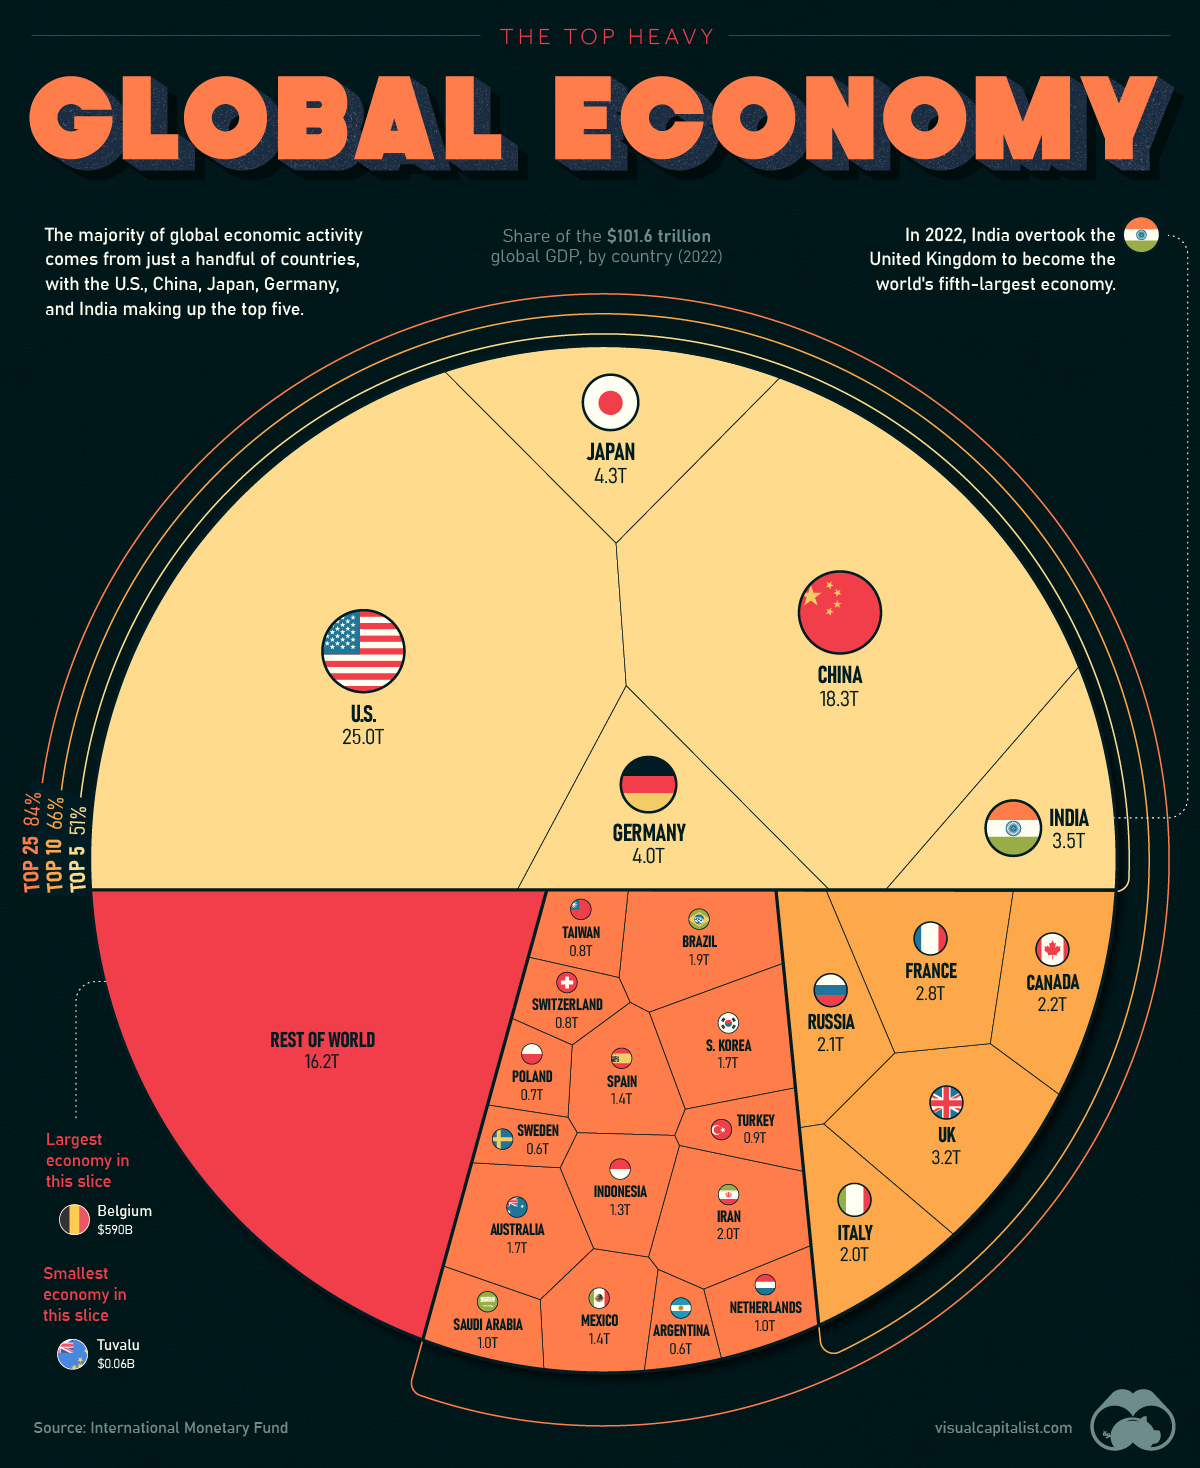 THE TOP HEAVY
GLOBAL ECONOMY
The majority of global economic activity
comes from just a handful of countries,
with the U.S., China, Japan, Germany,
and India making up the top five.
Share of the $101.6 trillion
global GDP, by country (2022)
In 2022, India overtook the
United Kingdom to become the
world's fifth-largest economy.
JAPAN
4.3T
CHINA
18.3T
U.S.
25.0T
GERMANY
4.0T
INDIA
3.5T
TOP 25 84%
TOP 10 66%
TOP 5 51%
REST OF WORLD
16.2T
TAIWAN
0.8T
BRAZIL
1.9T
SWITZERLAND
0.8T
S. KOREA
1.7T
POLAND
0.7T
SPAIN
1.4T
SWEDEN
0.6T
TURKEY
0.9T
INDONESIA
1.3T
AUSTRALIA
1.7T
IRAN
2.0T
SAUDI ARABIA
1.0T
MEXICO
1.4T
ARGENTINA
0.6T
NETHERLANDS
1.0T
RUSSIA
2.1T
FRANCE
2.8T
CANADA
2.2T
UK
3.2T
ITALY
2.0T
Largest
economy in
this slice
Belgium
$590B
Smallest
economy in
this slice
Tuvalu
$0.06B
Source: International Monetary Fund
visualcapitalist.com